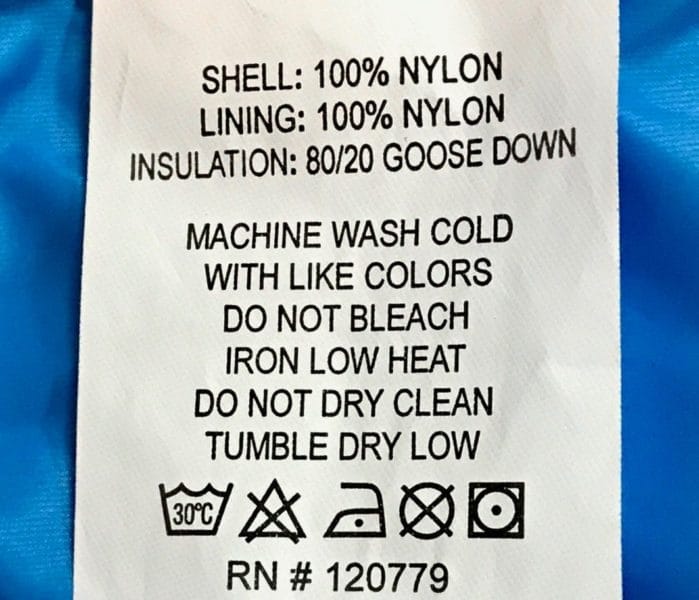 SHELL: 100% NYLON
LINING: 100% NYLON
INSULATION: 80/20 GOOSE DOWN
MACHINE WASH COLD
WITH LIKE COLORS
DO NOT BLEACH
IRON LOW HEAT
DO NOT DRY CLEAN
TUMBLE DRY LOW
30°C
RN # 120779